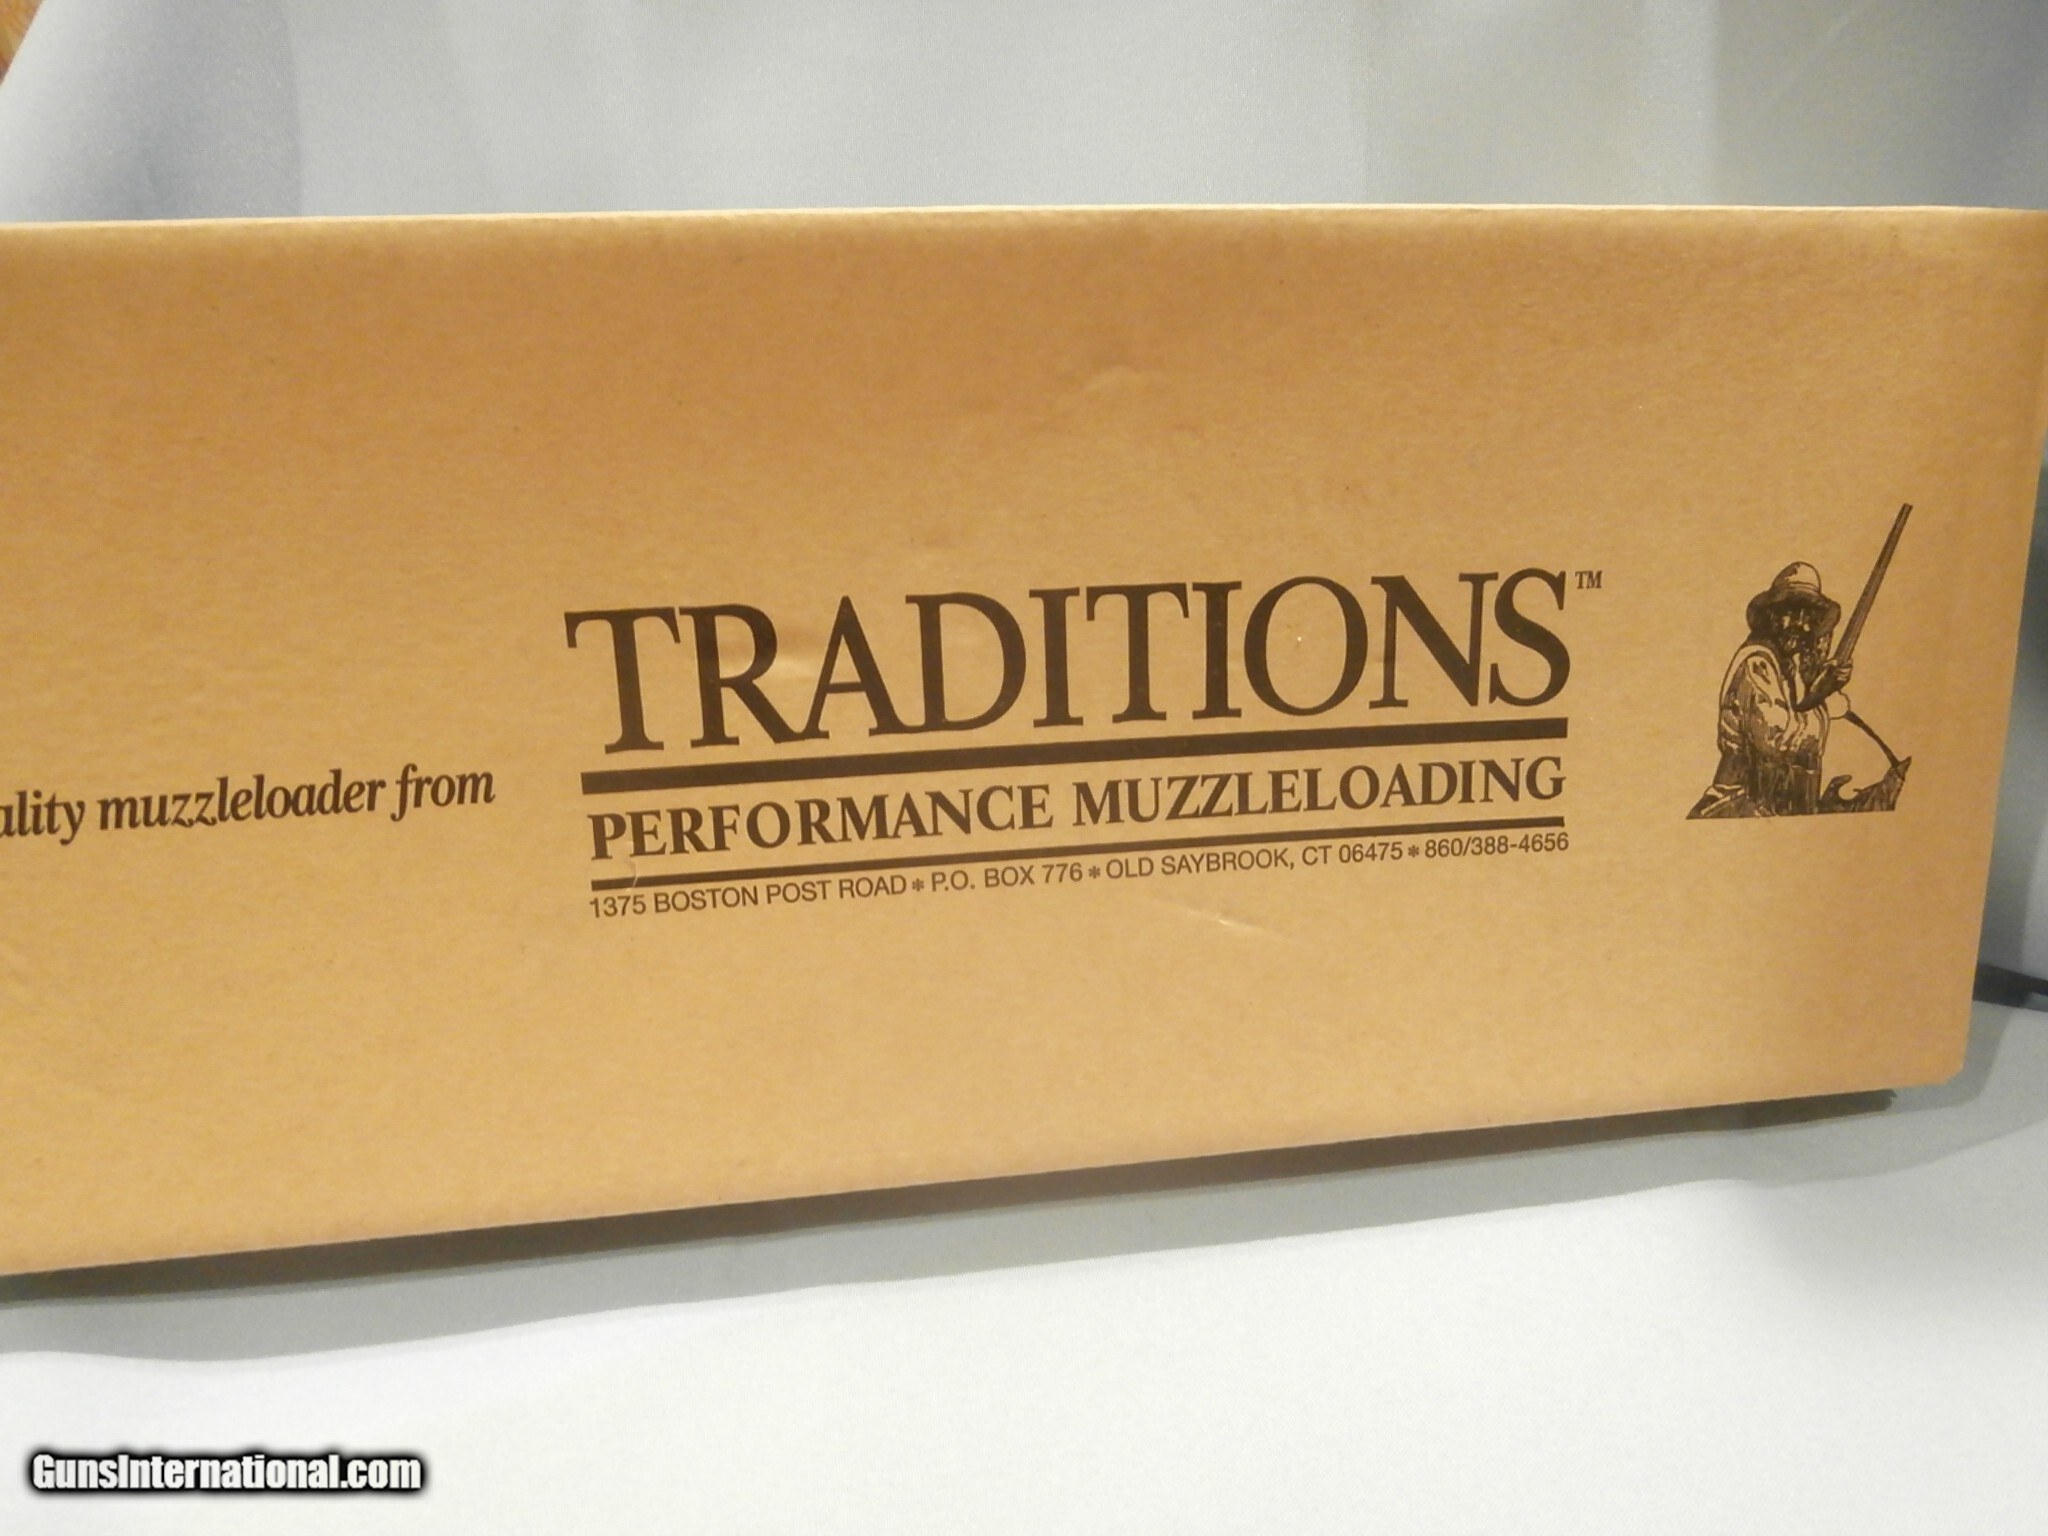 TRADITIONS™
muzzleloader from
PERFORMANCE MUZZLELOADING
1375 BOSTON POST ROAD * P.O. BOX 776 * OLD SAYBROOK, CT 06475 * 860/388-4656
GunsInternational.com